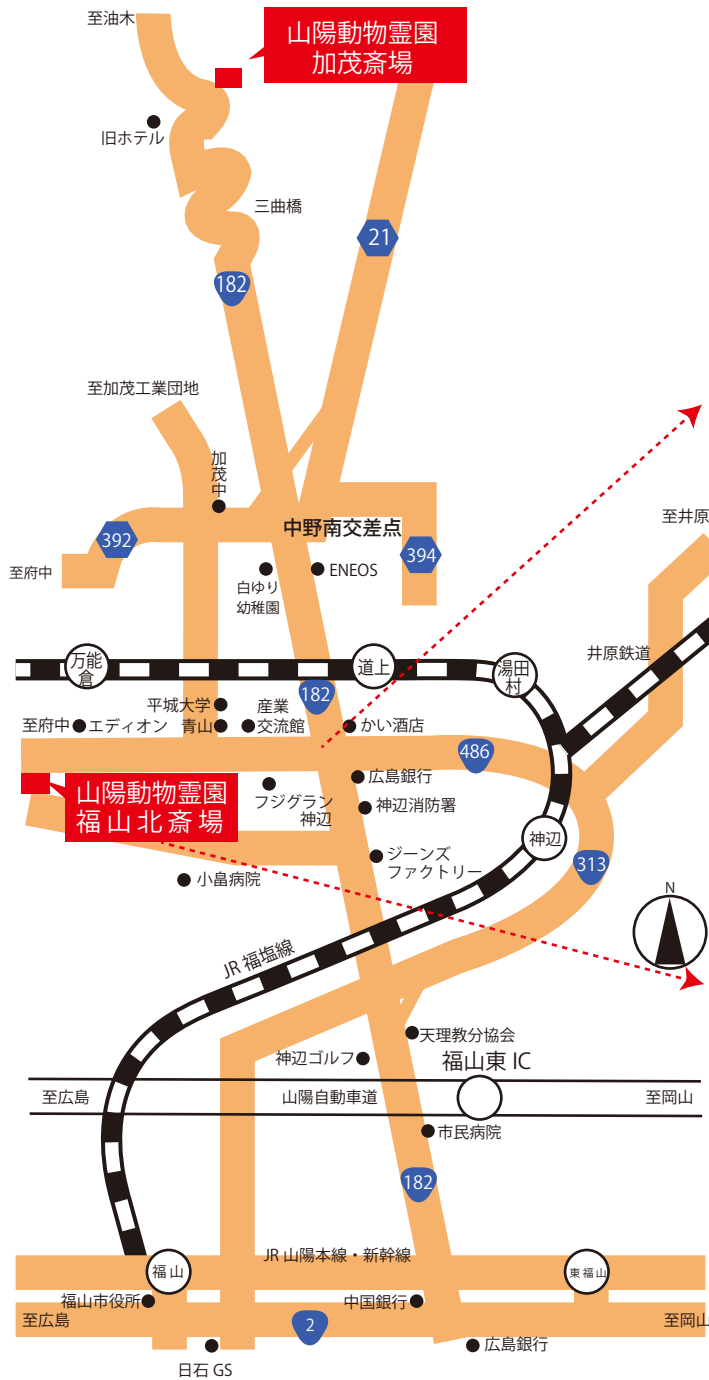 至油木
山陽動物霊園
加茂斎場
旧ホテル
三曲橋
21
182
至加茂工業団地
加茂中
中野南交差点
至井原
392
394
至府中
白ゆり
幼稚園
ENEOS
万能
倉
道上
湯田
村
井原鉄道
182
平城大学
産業
交流館
至府中
エディオン
青山
かい酒店
486
山陽動物霊園
福山北斎場
フジグラン
神辺
広島銀行
神辺消防署
神辺
ジーンズ
ファクトリー
313
小畠病院
N
JR 福塩線
天理教分協会
神辺ゴルフ
福山東 IC
至広島
山陽自動車道
至岡山
市民病院
182
JR 山陽本線・新幹線
福山
東福山
福山市役所
中国銀行
至広島
2
至岡山
日石 GS
広島銀行